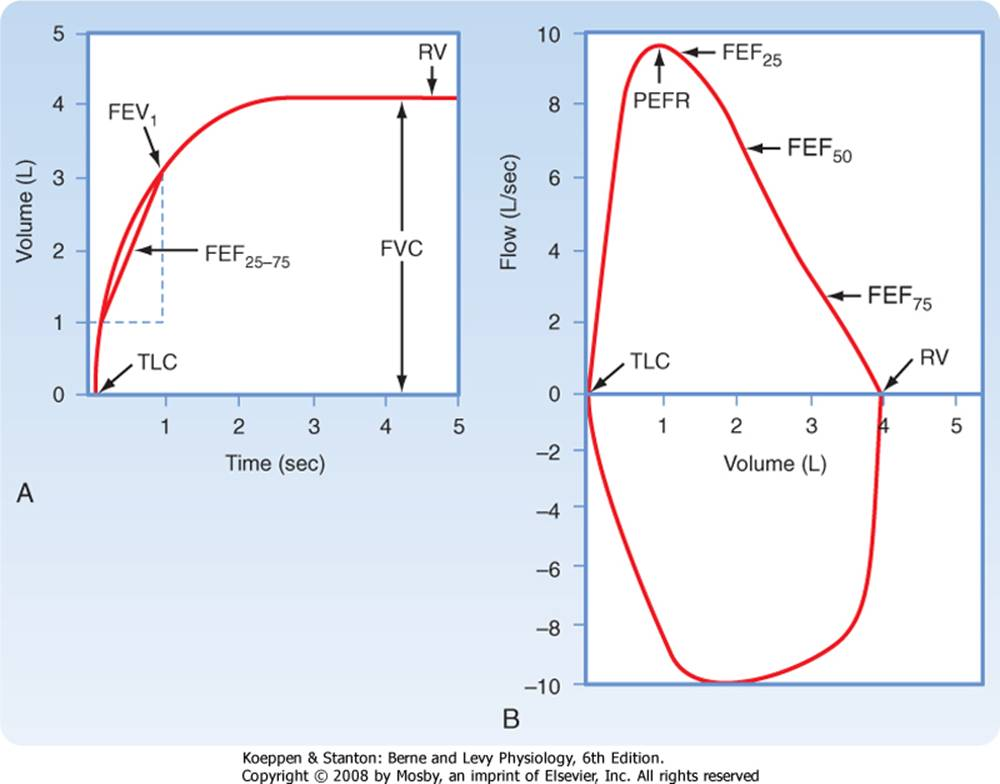 5
4
3
2
1
0
Volume (L)
RV
FEV1
FVC
FEF25–75
TLC
1 2 3 4 5
Time (sec)
A
10
8
6
4
2
0
–2
–4
–6
–8
–10
Flow (L/sec)
FEF25
PEFR
FEF50
FEF75
TLC
RV
1 2 3 4 5
Volume (L)
B
Koeppen & Stanton: Berne and Levy Physiology, 6th Edition.
Copyright © 2008 by Mosby, an imprint of Elsevier, Inc. All rights reserved